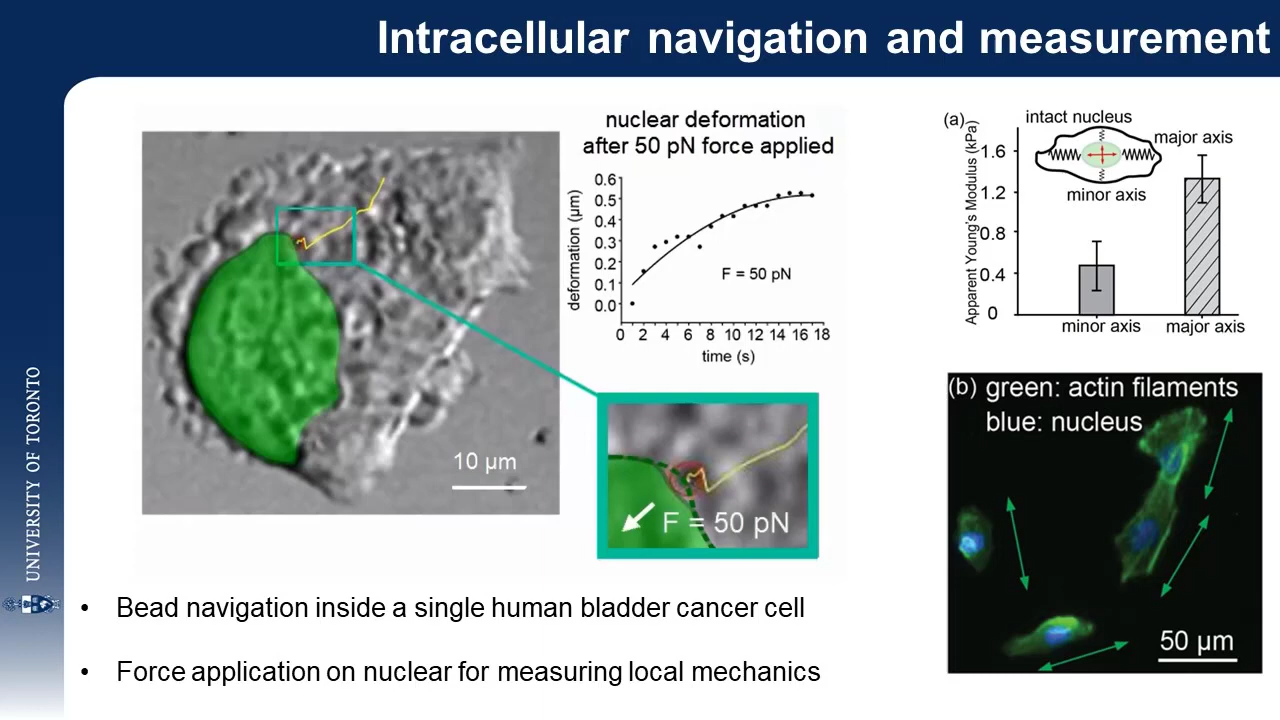 Intracellular navigation and measurement
nuclear deformation
after 50 pN force applied
deformation (μm)
0.6
0.5
0.4
0.3
0.2
0.1
0.0
F = 50 pN
0 2 4 6 8 10 12 14 16 18
time (s)
10 μm
F = 50 pN
(a)
Apparent Young's Modulus (kPa)
1.6
1.2
0.8
0.4
0
intact nucleus
major axis
minor axis
minor axis
major axis
(b) green: actin filaments
blue: nucleus
50 μm
UNIVERSITY OF TORONTO
• Bead navigation inside a single human bladder cancer cell
• Force application on nuclear for measuring local mechanics